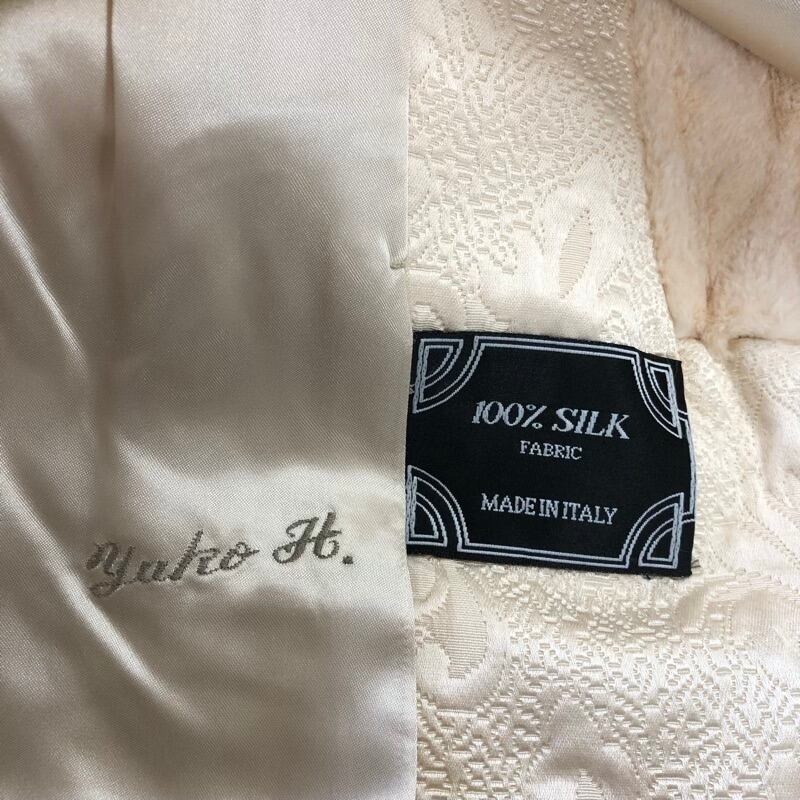 Yuko H.
100% SILK
FABRIC
MADE IN ITALY